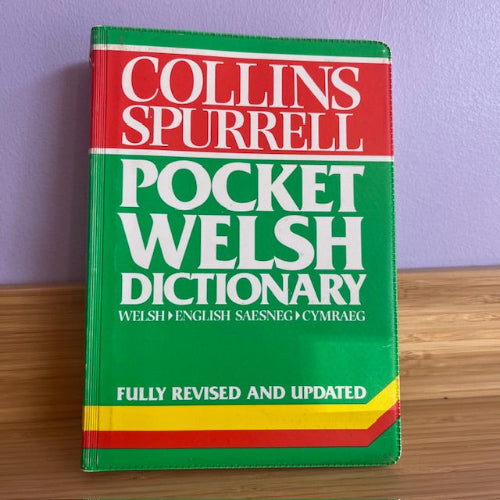 COLLINS
SPURRELL
POCKET
WELSH
DICTIONARY
WELSH▸ENGLISH SAESNEG▸CYMRAEG
FULLY REVISED AND UPDATED